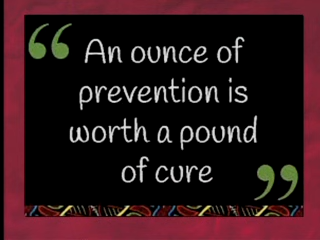 “ An ounce of
prevention is
worth a pound
of cure ”